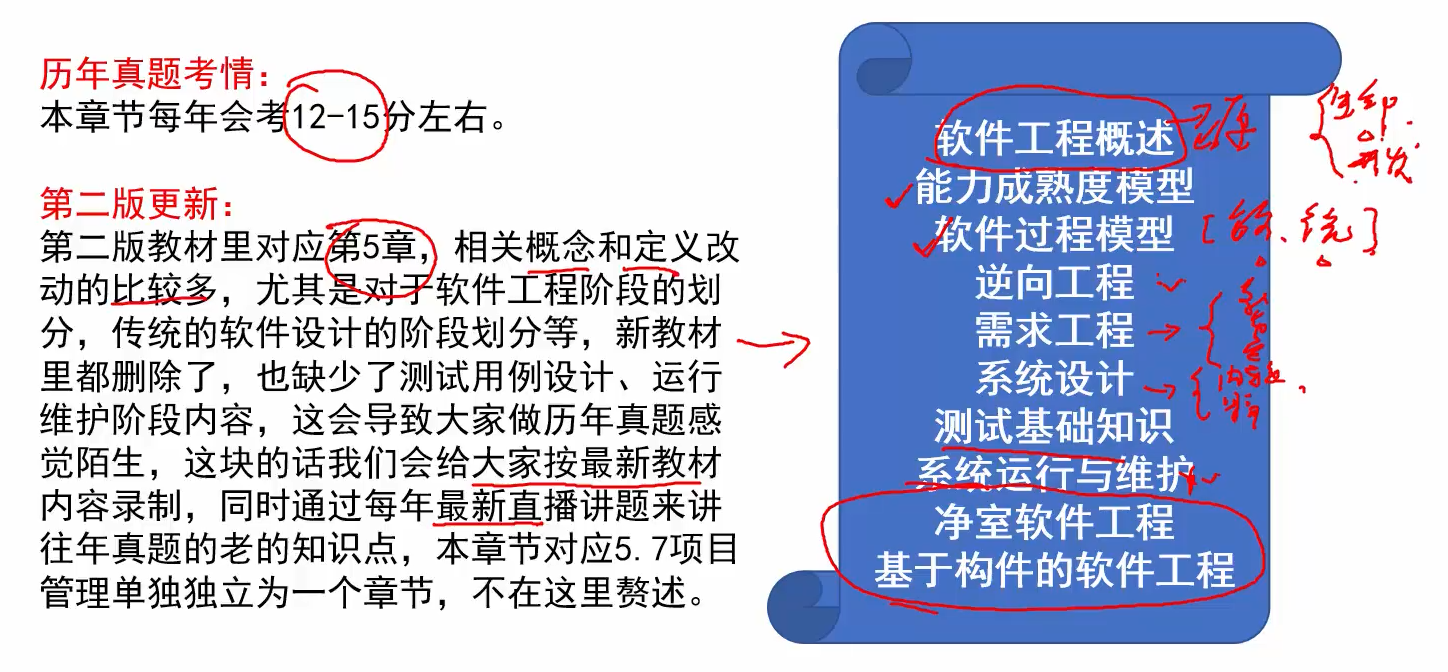 历年真题考情：
本章节每年会考12-15分左右。
第二版更新：
第二版教材里对应第5章，相关概念和定义改
动的比较多，尤其是对于软件工程阶段的划
分，传统的软件设计的阶段划分等，新教材
里都删除了，也缺少了测试用例设计、运行
维护阶段内容，这会导致大家做历年真题感
觉陌生，这块的话我们会给大家按最新教材
内容录制，同时通过每年最新直播讲题来讲
往年真题的老的知识点，本章节对应5.7项目
管理单独独立为一个章节，不在这里赘述。
软件工程概述
能力成熟度模型
软件过程模型
逆向工程
需求工程
系统设计
测试基础知识
系统运行与维护
净室软件工程
基于构件的软件工程